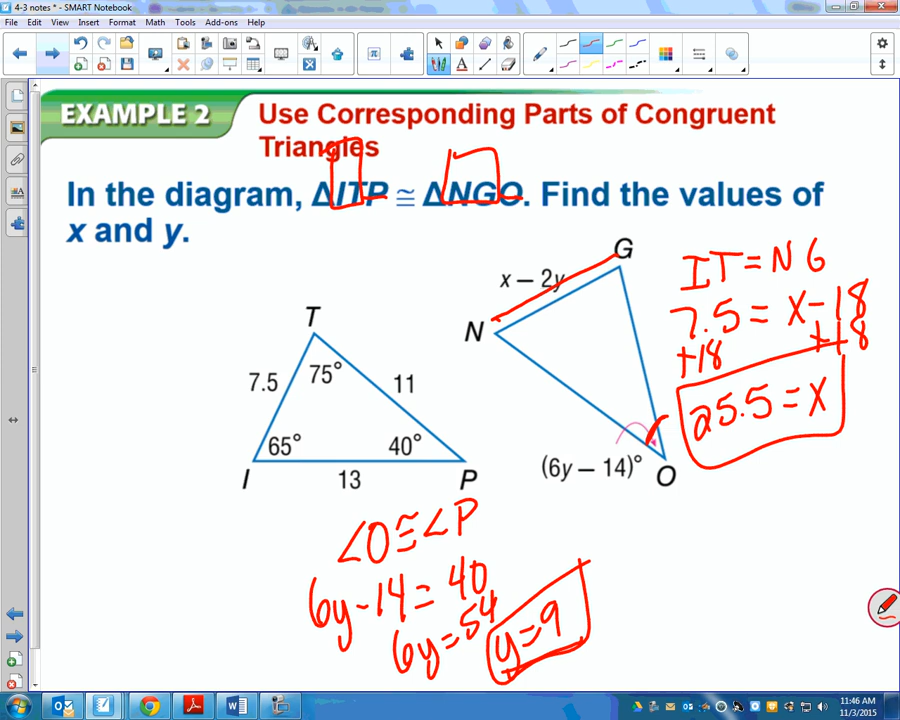 4-3 notes * - SMART Notebook
File Edit View Insert Format Math Tools Add-ons Help
EXAMPLE 2
Use Corresponding Parts of Congruent
Triangles
In the diagram, ΔITP ≅ ΔNGO. Find the values of
x and y.
G
x – 2y
N
T
7.5
75°
11
65°
40°
I
13
P
(6y – 14)°
O
IT = NG
7.5 = x-18
+18 +18
25.5 = x
∠O ≅ ∠P
6y-14 = 40
6y = 54
y = 9
11:46 AM
11/3/2015